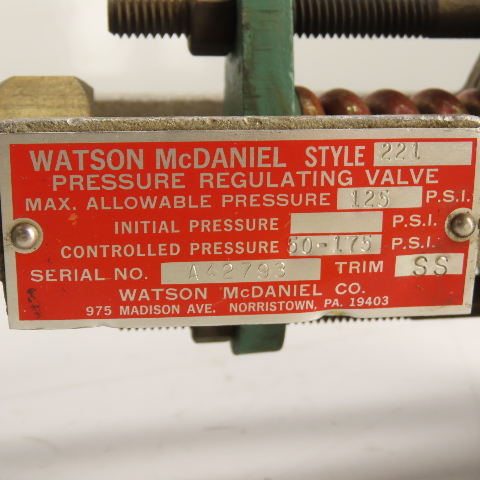 WATSON McDANIEL STYLE 221
PRESSURE REGULATING VALVE
MAX. ALLOWABLE PRESSURE 125 P.S.I.
INITIAL PRESSURE P.S.I.
CONTROLLED PRESSURE 60-175 P.S.I.
SERIAL NO. A42793 TRIM SS
WATSON McDANIEL CO.
975 MADISON AVE. NORRISTOWN, PA. 19403